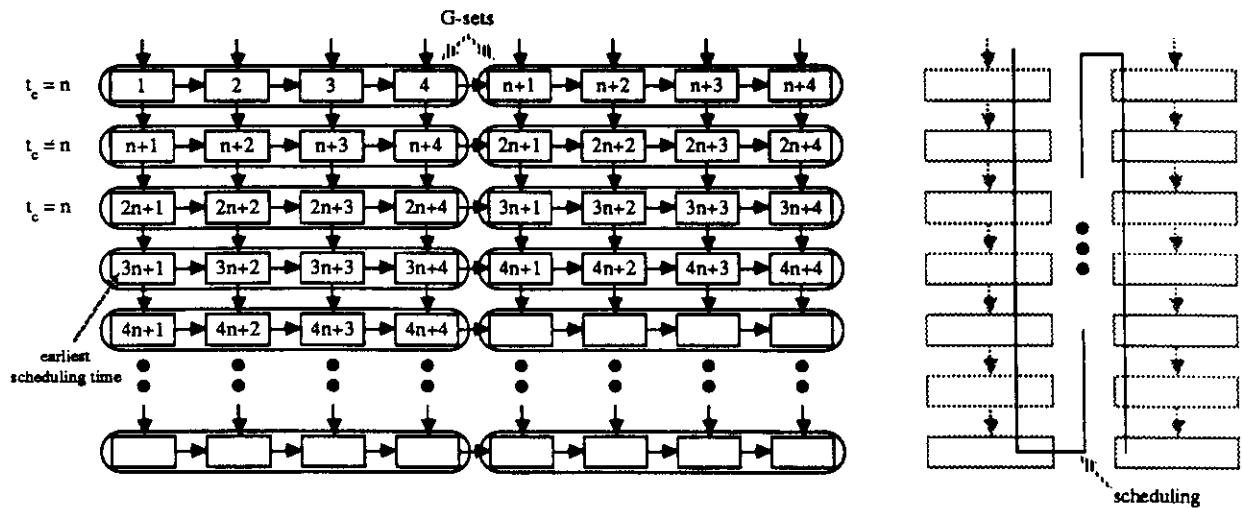 G-sets
t_c = n 1 2 3 4 n+1 n+2 n+3 n+4
t_c = n n+1 n+2 n+3 n+4 2n+1 2n+2 2n+3 2n+4
t_c = n 2n+1 2n+2 2n+3 2n+4 3n+1 3n+2 3n+3 3n+4
3n+1 3n+2 3n+3 3n+4 4n+1 4n+2 4n+3 4n+4
4n+1 4n+2 4n+3 4n+4
earliest
scheduling time
scheduling